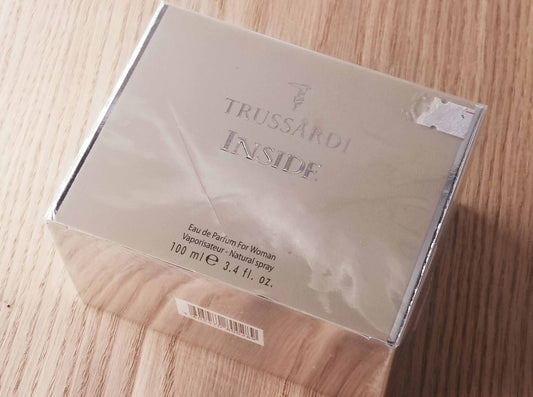 TRUSSARDI
INSIDE
Eau de Parfum For Woman
Vaporisateur - Natural spray
100 ml ℮ 3.4 fl. oz.